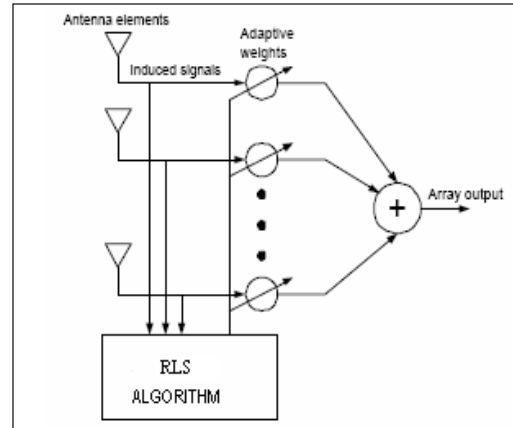 Antenna elements
Adaptive
weights
Induced signals
+
Array output
RLS
ALGORITHM